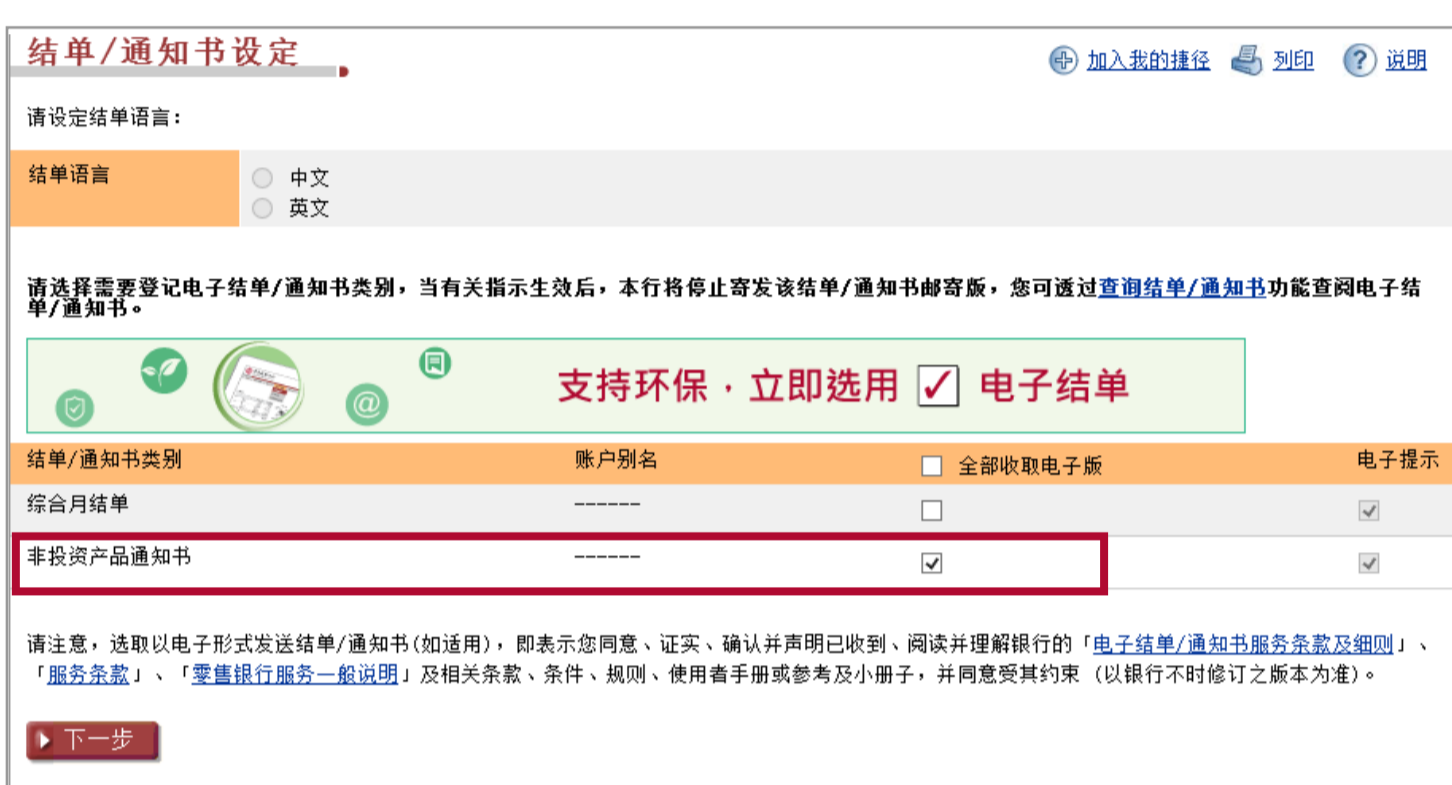 结单/通知书设定
加入我的捷径 列印 说明
请设定结单语言:
结单语言
中文
英文
请选择需要登记电子结单/通知书类别，当有关指示生效后，本行将停止寄发该结单/通知书邮寄版，您可透过查询结单/通知书功能查阅电子结
单/通知书。
支持环保·立即选用 电子结单
结单/通知书类别 账户别名 全部收取电子版 电子提示
综合月结单 ------
非投资产品通知书 ------
请注意，选取以电子形式发送结单/通知书(如适用)，即表示您同意、证实、确认并声明已收到、阅读并理解银行的「电子结单/通知书服务条款及细则」、
「服务条款」、「零售银行服务一般说明」及相关条款、条件、规则、使用者手册或参考及小册子，并同意受其约束 (以银行不时修订之版本为准)。
下一步